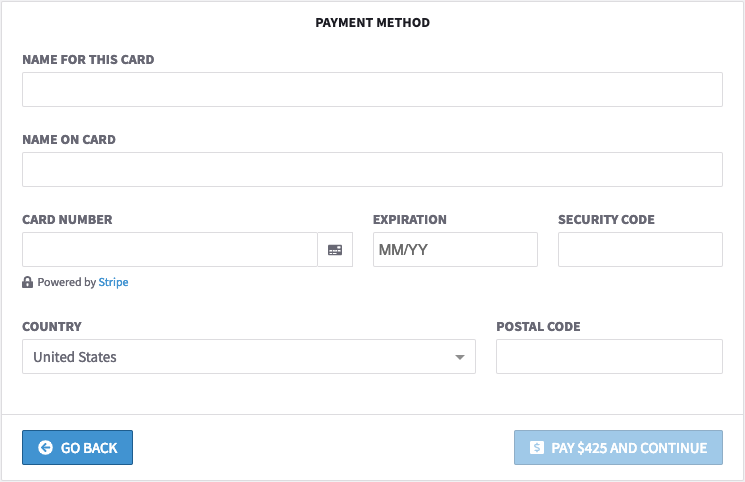 PAYMENT METHOD
NAME FOR THIS CARD
NAME ON CARD
CARD NUMBER EXPIRATION SECURITY CODE
MM/YY
Powered by Stripe
COUNTRY POSTAL CODE
United States
GO BACK PAY $425 AND CONTINUE